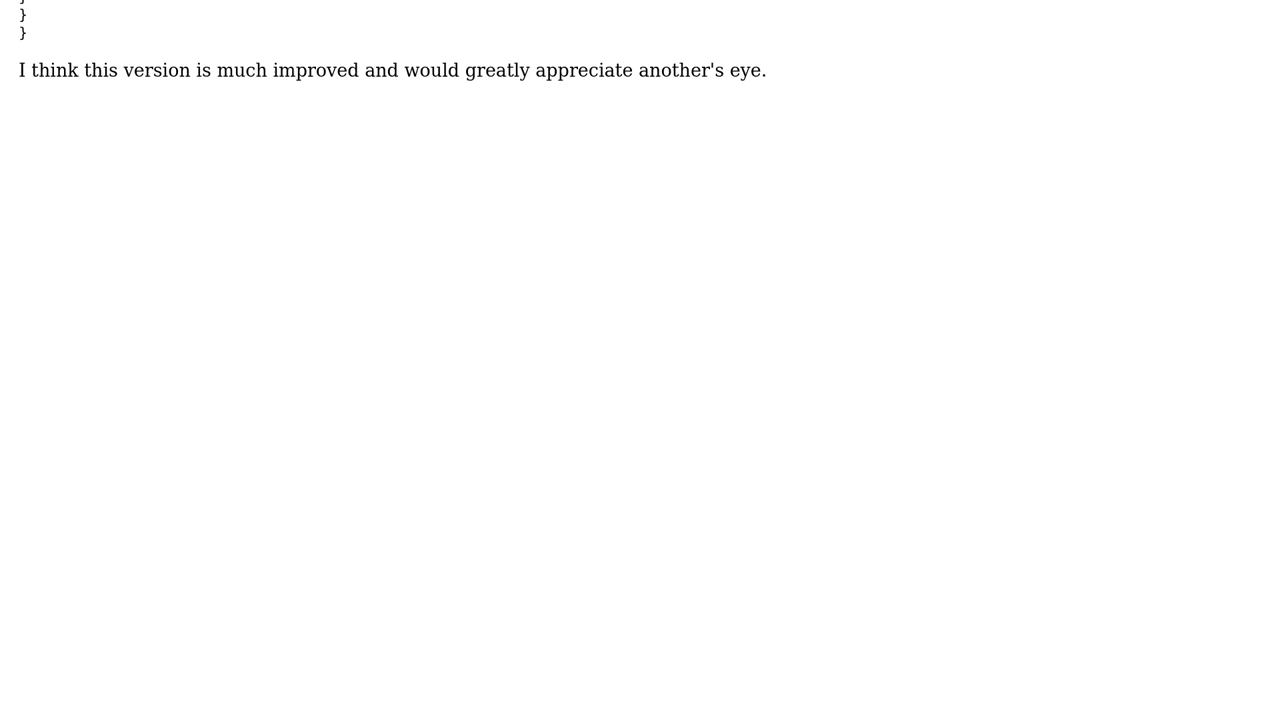 }
}
}
I think this version is much improved and would greatly appreciate another's eye.